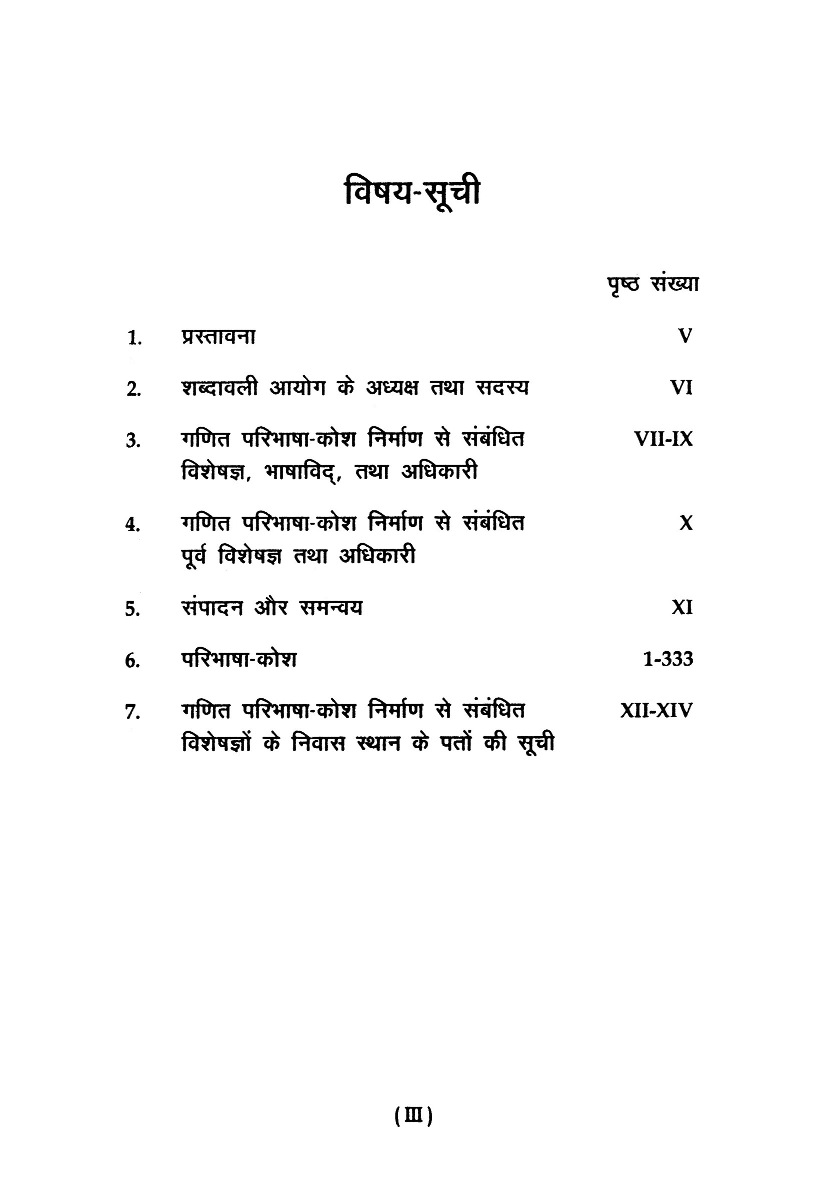 विषय-सूची
पृष्ठ संख्या
1. प्रस्तावना V
2. शब्दावली आयोग के अध्यक्ष तथा सदस्य VI
3. गणित परिभाषा-कोश निर्माण से संबंधित VII-IX
विशेषज्ञ, भाषाविद्, तथा अधिकारी
4. गणित परिभाषा-कोश निर्माण से संबंधित X
पूर्व विशेषज्ञ तथा अधिकारी
5. संपादन और समन्वय XI
6. परिभाषा-कोश 1-333
7. गणित परिभाषा-कोश निर्माण से संबंधित XII-XIV
विशेषज्ञों के निवास स्थान के पतों की सूची
(III)